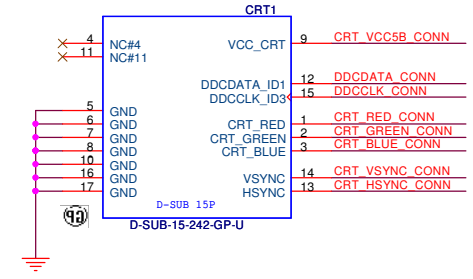 CRT1
4 NC#4
11 NC#11
VCC_CRT 9 CRT_VCC5B_CONN
DDCDATA_ID1 12 DDCDATA_CONN
DDCCLK_ID3 15 DDCCLK_CONN
5 GND
6 GND
7 GND
8 GND
10 GND
16 GND
17 GND
CRT_RED 1 CRT_RED_CONN
CRT_GREEN 2 CRT_GREEN_CONN
CRT_BLUE 3 CRT_BLUE_CONN
VSYNC 14 CRT_VSYNC_CONN
HSYNC 13 CRT_HSYNC_CONN
D-SUB 15P
GP
D-SUB-15-242-GP-U